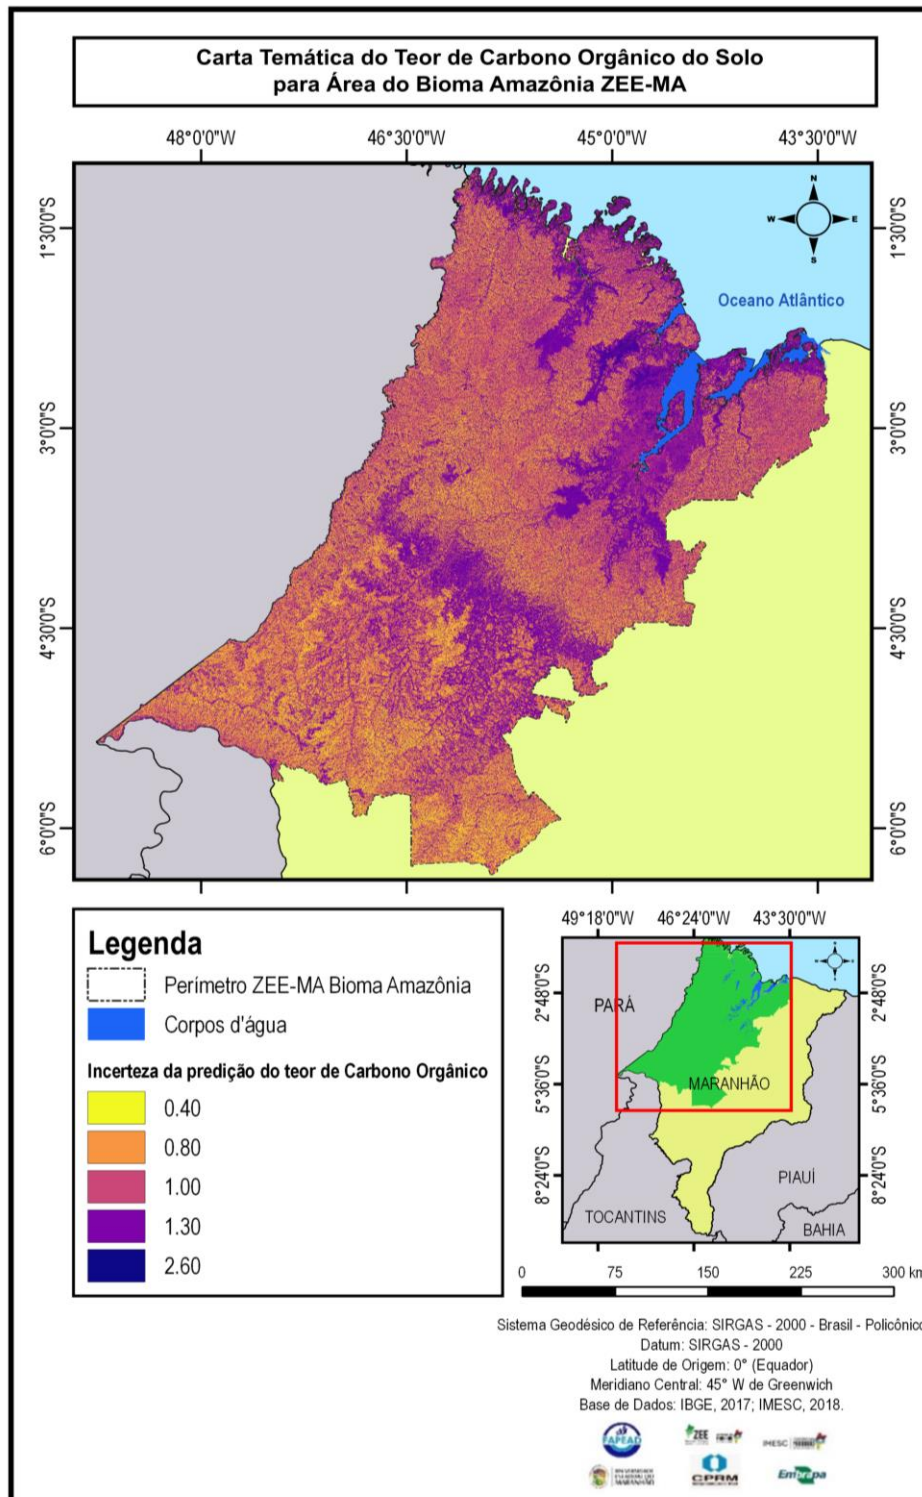 Carta Temática do Teor de Carbono Orgânico do Solo
para Área do Bioma Amazônia ZEE-MA
48°0'0"W 46°30'0"W 45°0'0"W 43°30'0"W
N
W E
S
1°30'0"S 1°30'0"S
Oceano Atlântico
3°0'0"S 3°0'0"S
4°30'0"S 4°30'0"S
6°0'0"S 6°0'0"S
Legenda
Perímetro ZEE-MA Bioma Amazônia
Corpos d'água
Incerteza da predição do teor de Carbono Orgânico
0.40
0.80
1.00
1.30
2.60
49°18'0"W 46°24'0"W 43°30'0"W
2°48'0"S 2°48'0"S
PARÁ
5°36'0"S 5°36'0"S
MARANHÃO
8°24'0"S 8°24'0"S
PIAUÍ
TOCANTINS
BAHIA
0 75 150 225 300 km
Sistema Geodésico de Referência: SIRGAS - 2000 - Brasil - Policônico
Datum: SIRGAS - 2000
Latitude de Origem: 0° (Equador)
Meridiano Central: 45° W de Greenwich
Base de Dados: IBGE, 2017; IMESC, 2018.
FAPEAD ZEE IMESC
CPRM Embrapa